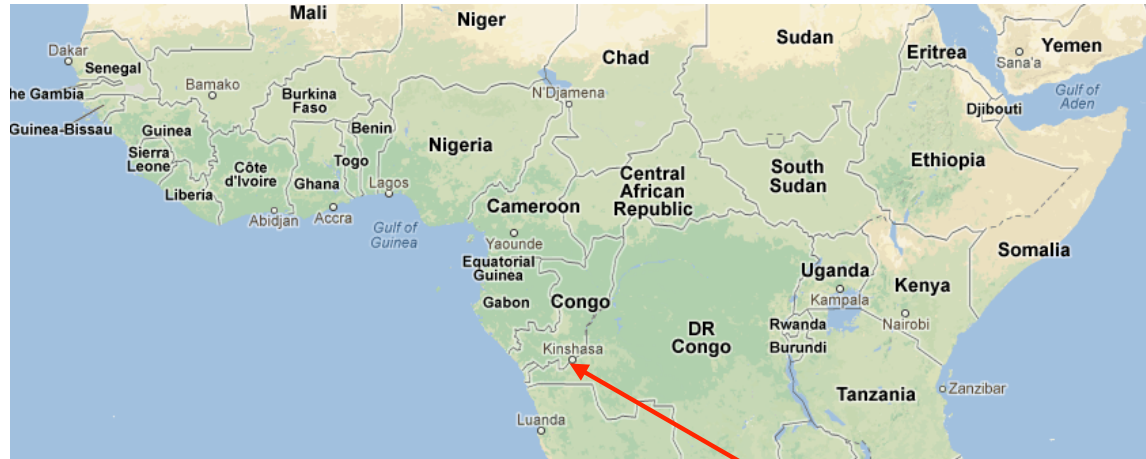 Mali
Niger
Sudan
Chad
Eritrea
Yemen
Dakar
Senegal
Sana'a
he Gambia
Bamako
N'Djamena
Gulf of
Aden
Burkina
Faso
Djibouti
Guinea-Bissau
Guinea
Benin
Nigeria
Ethiopia
Sierra
Leone
Côte
d'Ivoire
Togo
Ghana
Lagos
Central
African
Republic
South
Sudan
Liberia
Abidjan
Accra
Cameroon
Gulf of
Guinea
Yaounde
Somalia
Equatorial
Guinea
Uganda
Kenya
Gabon
Congo
Kampala
DR
Congo
Rwanda
Nairobi
Burundi
Kinshasa
Tanzania
Zanzibar
Luanda